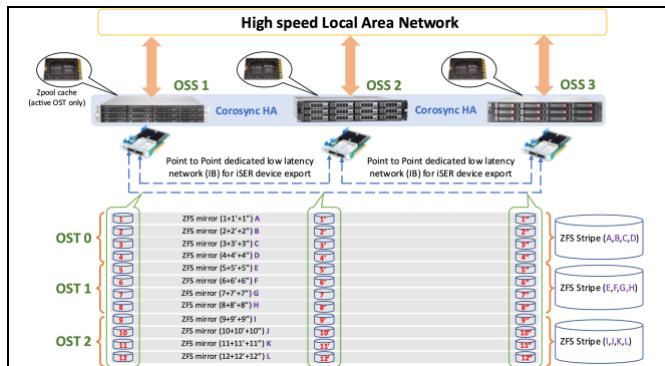 High speed Local Area Network
OSS 1
OSS 2
OSS 3
Zpool cache
(active OST only)
Corosync HA
Corosync HA
Point to Point dedicated low latency
network (IB) for iSER device export
Point to Point dedicated low latency
network (IB) for iSER device export
OST 0
1 ZFS mirror (1+1'+1") A 1' 1"
2 ZFS mirror (2+2'+2") B 2' 2"
3 ZFS mirror (3+3'+3") C 3' 3"
4 ZFS mirror (4+4'+4") D 4' 4"
ZFS Stripe (A,B,C,D)
OST 1
5 ZFS mirror (5+5'+5") E 5' 5"
6 ZFS mirror (6+6'+6") F 6' 6"
7 ZFS mirror (7+7'+7") G 7' 7"
8 ZFS mirror (8+8'+8") H 8' 8"
ZFS Stripe (E,F,G,H)
OST 2
9 ZFS mirror (9+9'+9") I 9' 9"
10 ZFS mirror (10+10'+10") J 10' 10"
11 ZFS mirror (11+11'+11") K 11' 11"
12 ZFS mirror (12+12'+12") L 12' 12"
ZFS Stripe (I,J,K,L)